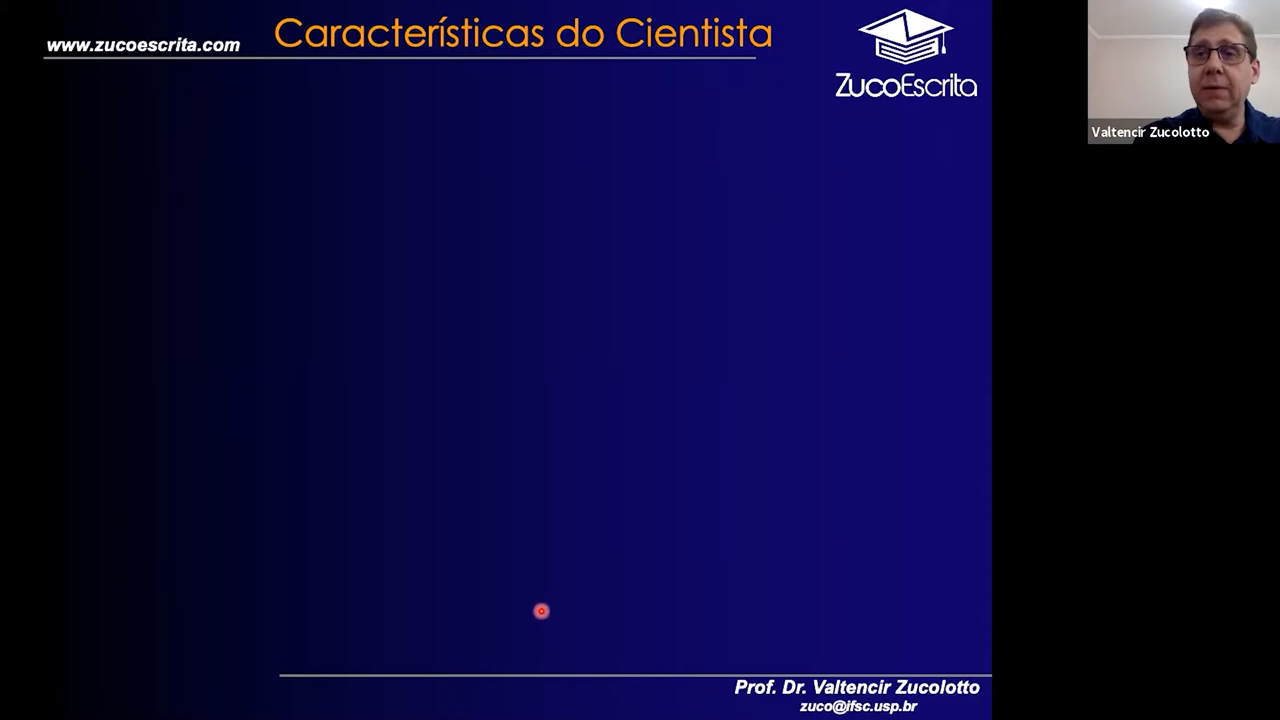 www.zucoescrita.com
Características do Cientista
ZucoEscrita
Valtencir Zucolotto
Prof. Dr. Valtencir Zucolotto
zuco@ifsc.usp.br